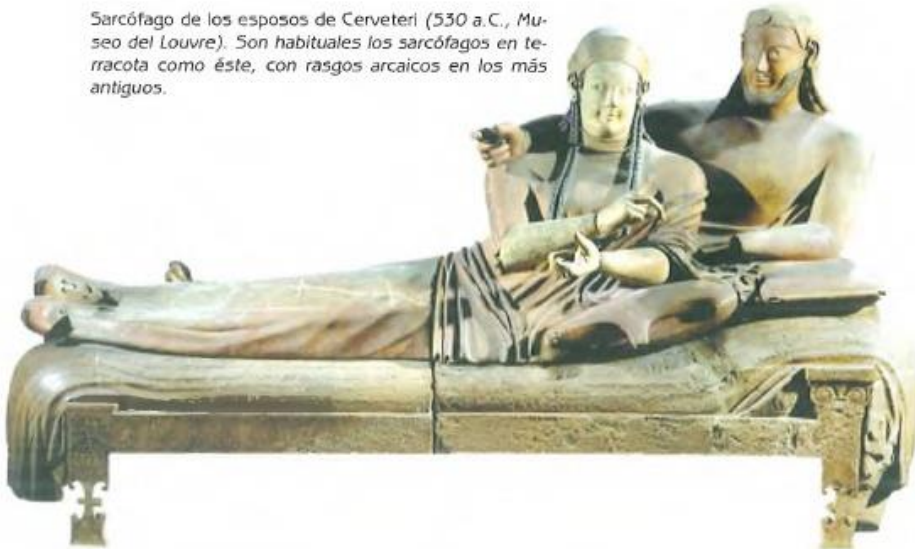 Sarcófago de los esposos de Cerveteri (530 a.C., Mu-
seo del Louvre). Son habituales los sarcófagos en te-
rracota como éste, con rasgos arcaicos en los más
antiguos.